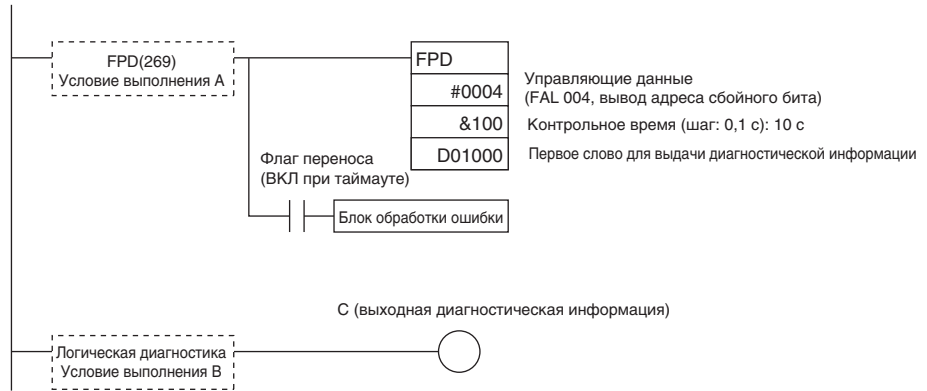 FPD(269)
Условие выполнения A
FPD
#0004
Управляющие данные
(FAL 004, вывод адреса сбойного бита)
&100
Контрольное время (шаг: 0,1 с): 10 с
D01000
Первое слово для выдачи диагностической информации
Флаг переноса
(ВКЛ при таймауте)
Блок обработки ошибки
C (выходная диагностическая информация)
Логическая диагностика
Условие выполнения B